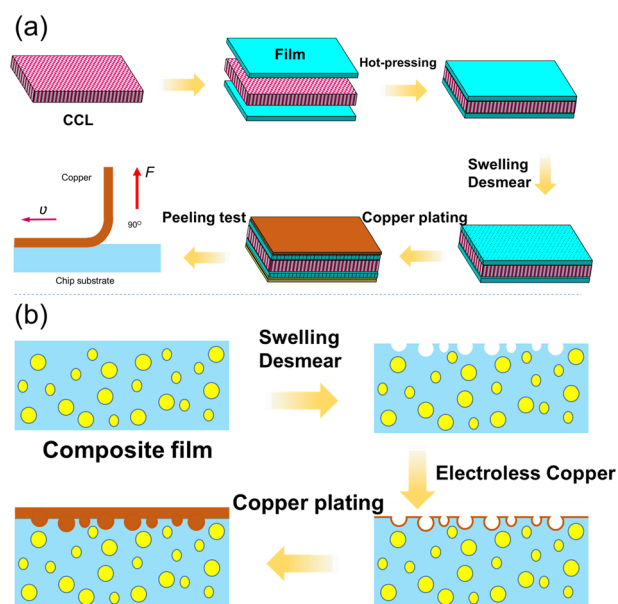 (a)
Film
Hot-pressing
CCL
Swelling
Desmear
Copper
F
υ
90°
Peeling test
Copper plating
Chip substrate
(b)
Swelling
Desmear
Composite film
Electroless Copper
Copper plating